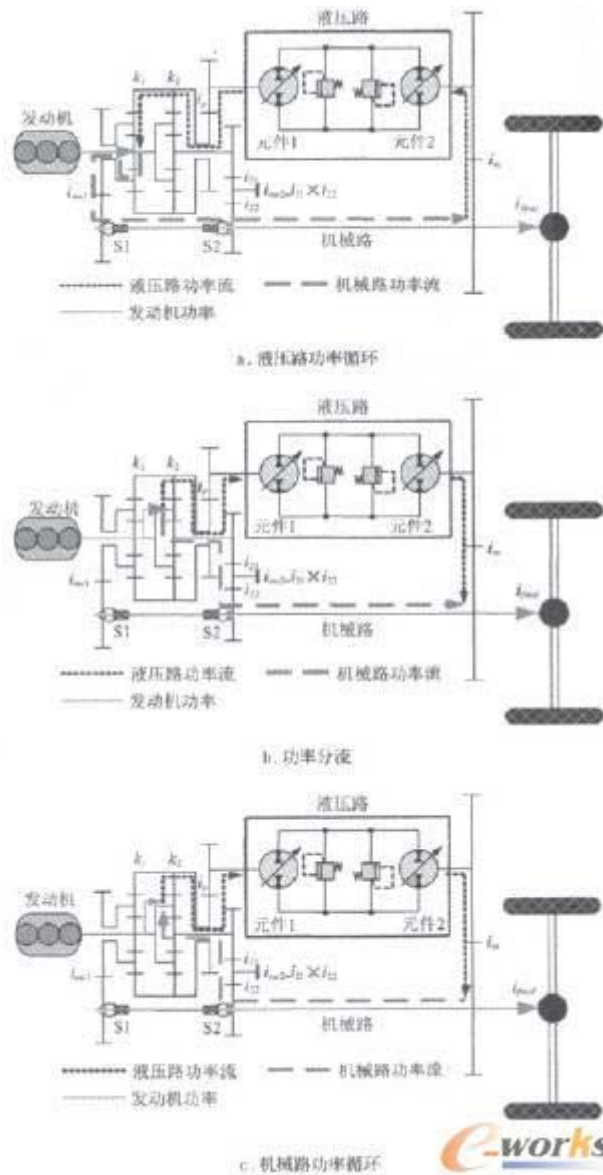 液压路
k₁ k₂
发动机
元件1 元件2
S1 S2
机械路
液压路功率流 机械路功率流
发动机功率
a.液压路功率循环
液压路
k₁ k₂
发动机
元件1 元件2
S1 S2
机械路
液压路功率流 机械路功率流
发动机功率
b.功率分流
液压路
k₁ k₂
发动机
元件1 元件2
S1 S2
机械路
液压路功率流 机械路功率流
发动机功率
c.机械路功率循环
e-works